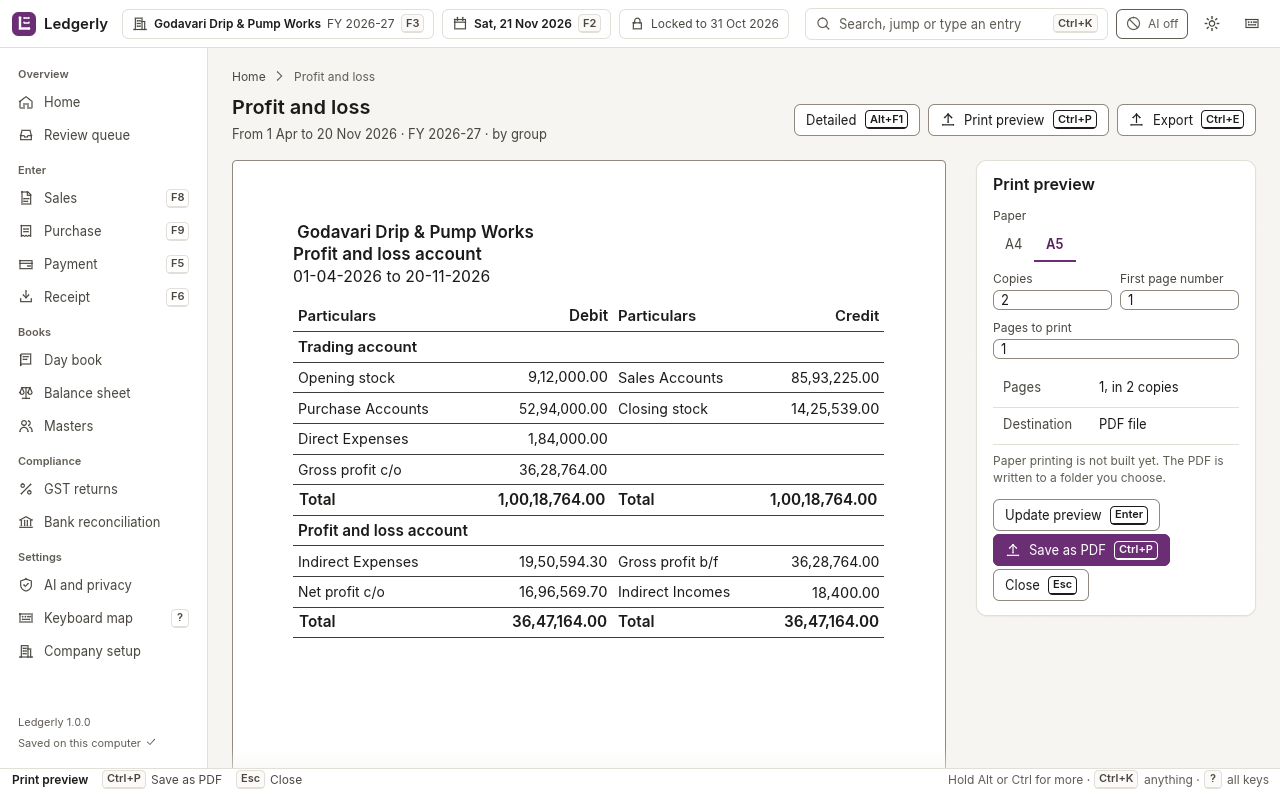 Ledgerly
Godavari Drip & Pump Works FY 2026-27 F3
Sat, 21 Nov 2026 F2
Locked to 31 Oct 2026
Search, jump or type an entry Ctrl+K
AI off
Overview
Home
Review queue
Enter
Sales F8
Purchase F9
Payment F5
Receipt F6
Books
Day book
Balance sheet
Masters
Compliance
GST returns
Bank reconciliation
Settings
AI and privacy
Keyboard map ?
Company setup
Ledgerly 1.0.0
Saved on this computer
Home > Profit and loss
Profit and loss
From 1 Apr to 20 Nov 2026 · FY 2026-27 · by group
Detailed Alt+F1
Print preview Ctrl+P
Export Ctrl+E
Godavari Drip & Pump Works
Profit and loss account
01-04-2026 to 20-11-2026
Particulars Debit Particulars Credit
Trading account
Opening stock 9,12,000.00 Sales Accounts 85,93,225.00
Purchase Accounts 52,94,000.00 Closing stock 14,25,539.00
Direct Expenses 1,84,000.00
Gross profit c/o 36,28,764.00
Total 1,00,18,764.00 Total 1,00,18,764.00
Profit and loss account
Indirect Expenses 19,50,594.30 Gross profit b/f 36,28,764.00
Net profit c/o 16,96,569.70 Indirect Incomes 18,400.00
Total 36,47,164.00 Total 36,47,164.00
Print preview
Paper
A4 A5
Copies First page number
2 1
Pages to print
1
Pages 1, in 2 copies
Destination PDF file
Paper printing is not built yet. The PDF is
written to a folder you choose.
Update preview Enter
Save as PDF Ctrl+P
Close Esc
Print preview Ctrl+P Save as PDF Esc Close
Hold Alt or Ctrl for more · Ctrl+K anything · ? all keys